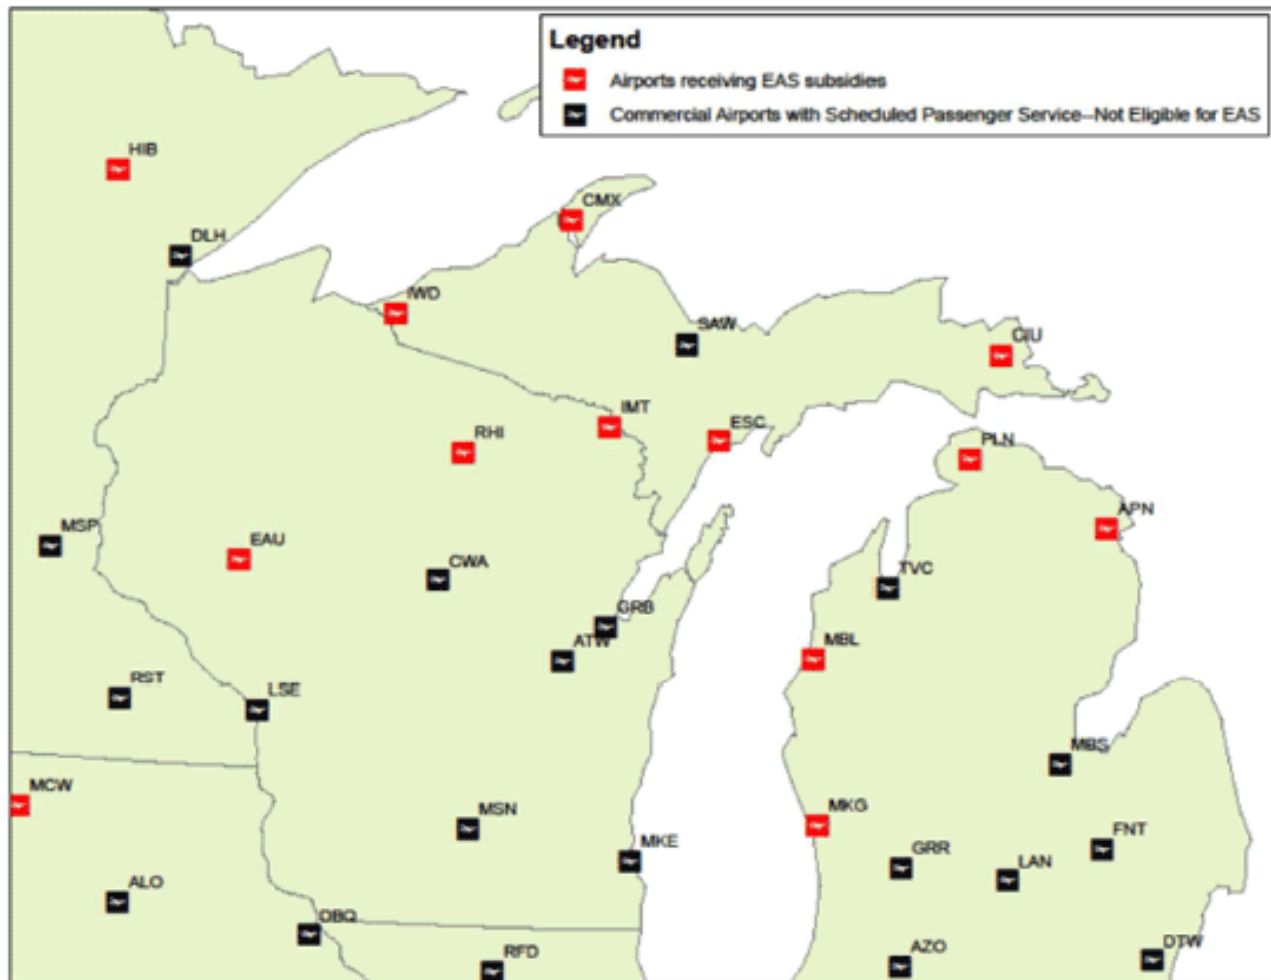 Legend
Airports receiving EAS subsidies
Commercial Airports with Scheduled Passenger Service--Not Eligible for EAS
HIB
CMX
DLH
IWD
SAW
CIU
IMT
ESC
RHI
PLN
APN
MSP
EAU
CWA
TVC
GRB
ATW
MBL
RST
LSE
MBS
MCW
MSN
MKG
MKE
FNT
GRR
LAN
ALO
DBQ
RFD
AZO
DTW